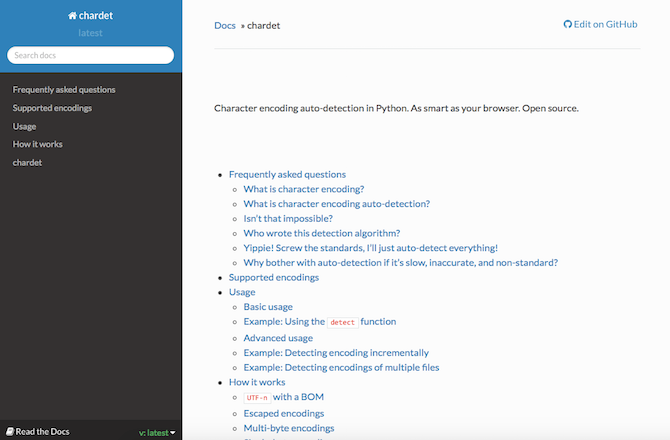 chardet
latest
Search docs
Frequently asked questions
Supported encodings
Usage
How it works
chardet
Read the Docs
v: latest
Docs » chardet
Edit on GitHub
Character encoding auto-detection in Python. As smart as your browser. Open source.
Frequently asked questions
What is character encoding?
What is character encoding auto-detection?
Isn't that impossible?
Who wrote this detection algorithm?
Yippie! Screw the standards, I'll just auto-detect everything!
Why bother with auto-detection if it's slow, inaccurate, and non-standard?
Supported encodings
Usage
Basic usage
Example: Using the detect function
Advanced usage
Example: Detecting encoding incrementally
Example: Detecting encodings of multiple files
How it works
UTF-n with a BOM
Escaped encodings
Multi-byte encodings